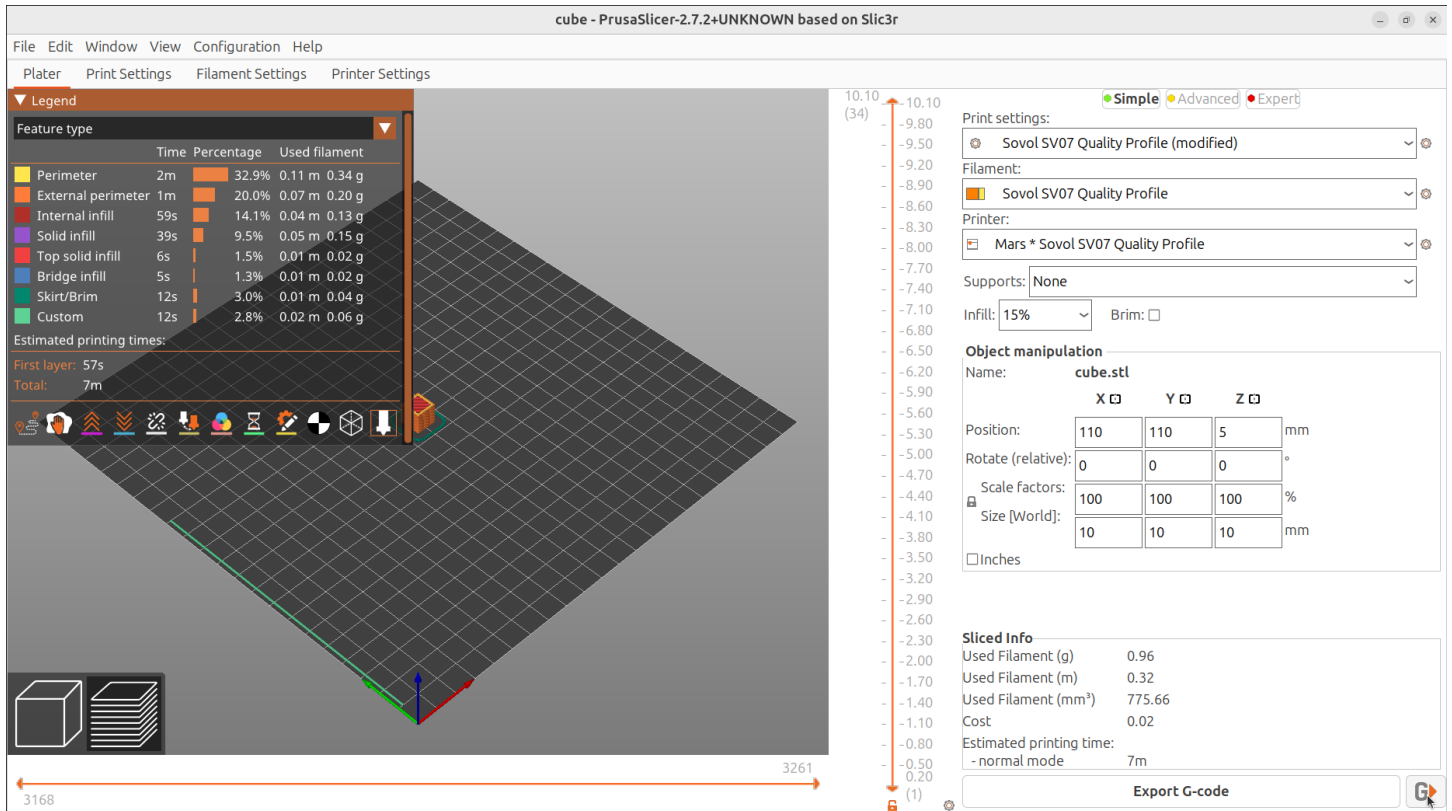 cube - PrusaSlicer-2.7.2+UNKNOWN based on Slic3r
File Edit Window View Configuration Help
Plater Print Settings Filament Settings Printer Settings
Legend
Feature type
Time Percentage Used filament
Perimeter 2m 32.9% 0.11 m 0.34 g
External perimeter 1m 20.0% 0.07 m 0.20 g
Internal infill 59s 14.1% 0.04 m 0.13 g
Solid infill 39s 9.5% 0.05 m 0.15 g
Top solid infill 6s 1.5% 0.01 m 0.02 g
Bridge infill 5s 1.3% 0.01 m 0.02 g
Skirt/Brim 12s 3.0% 0.01 m 0.04 g
Custom 12s 2.8% 0.02 m 0.06 g
Estimated printing times:
First layer: 57s
Total: 7m
3261
3168
10.10
(34)
10.10
9.80
9.50
9.20
8.90
8.60
8.30
8.00
7.70
7.40
7.10
6.80
6.50
6.20
5.90
5.60
5.30
5.00
4.70
4.40
4.10
3.80
3.50
3.20
2.90
2.60
2.30
2.00
1.70
1.40
1.10
0.80
0.50
0.20
(1)
Simple Advanced Expert
Print settings:
Sovol SV07 Quality Profile (modified)
Filament:
Sovol SV07 Quality Profile
Printer:
Mars * Sovol SV07 Quality Profile
Supports: None
Infill: 15% Brim:
Object manipulation
Name: cube.stl
X Y Z
Position: 110 110 5 mm
Rotate (relative): 0 0 0 °
Scale factors: 100 100 100 %
Size [World]: 10 10 10 mm
Inches
Sliced Info
Used Filament (g) 0.96
Used Filament (m) 0.32
Used Filament (mm³) 775.66
Cost 0.02
Estimated printing time:
- normal mode 7m
Export G-code
G